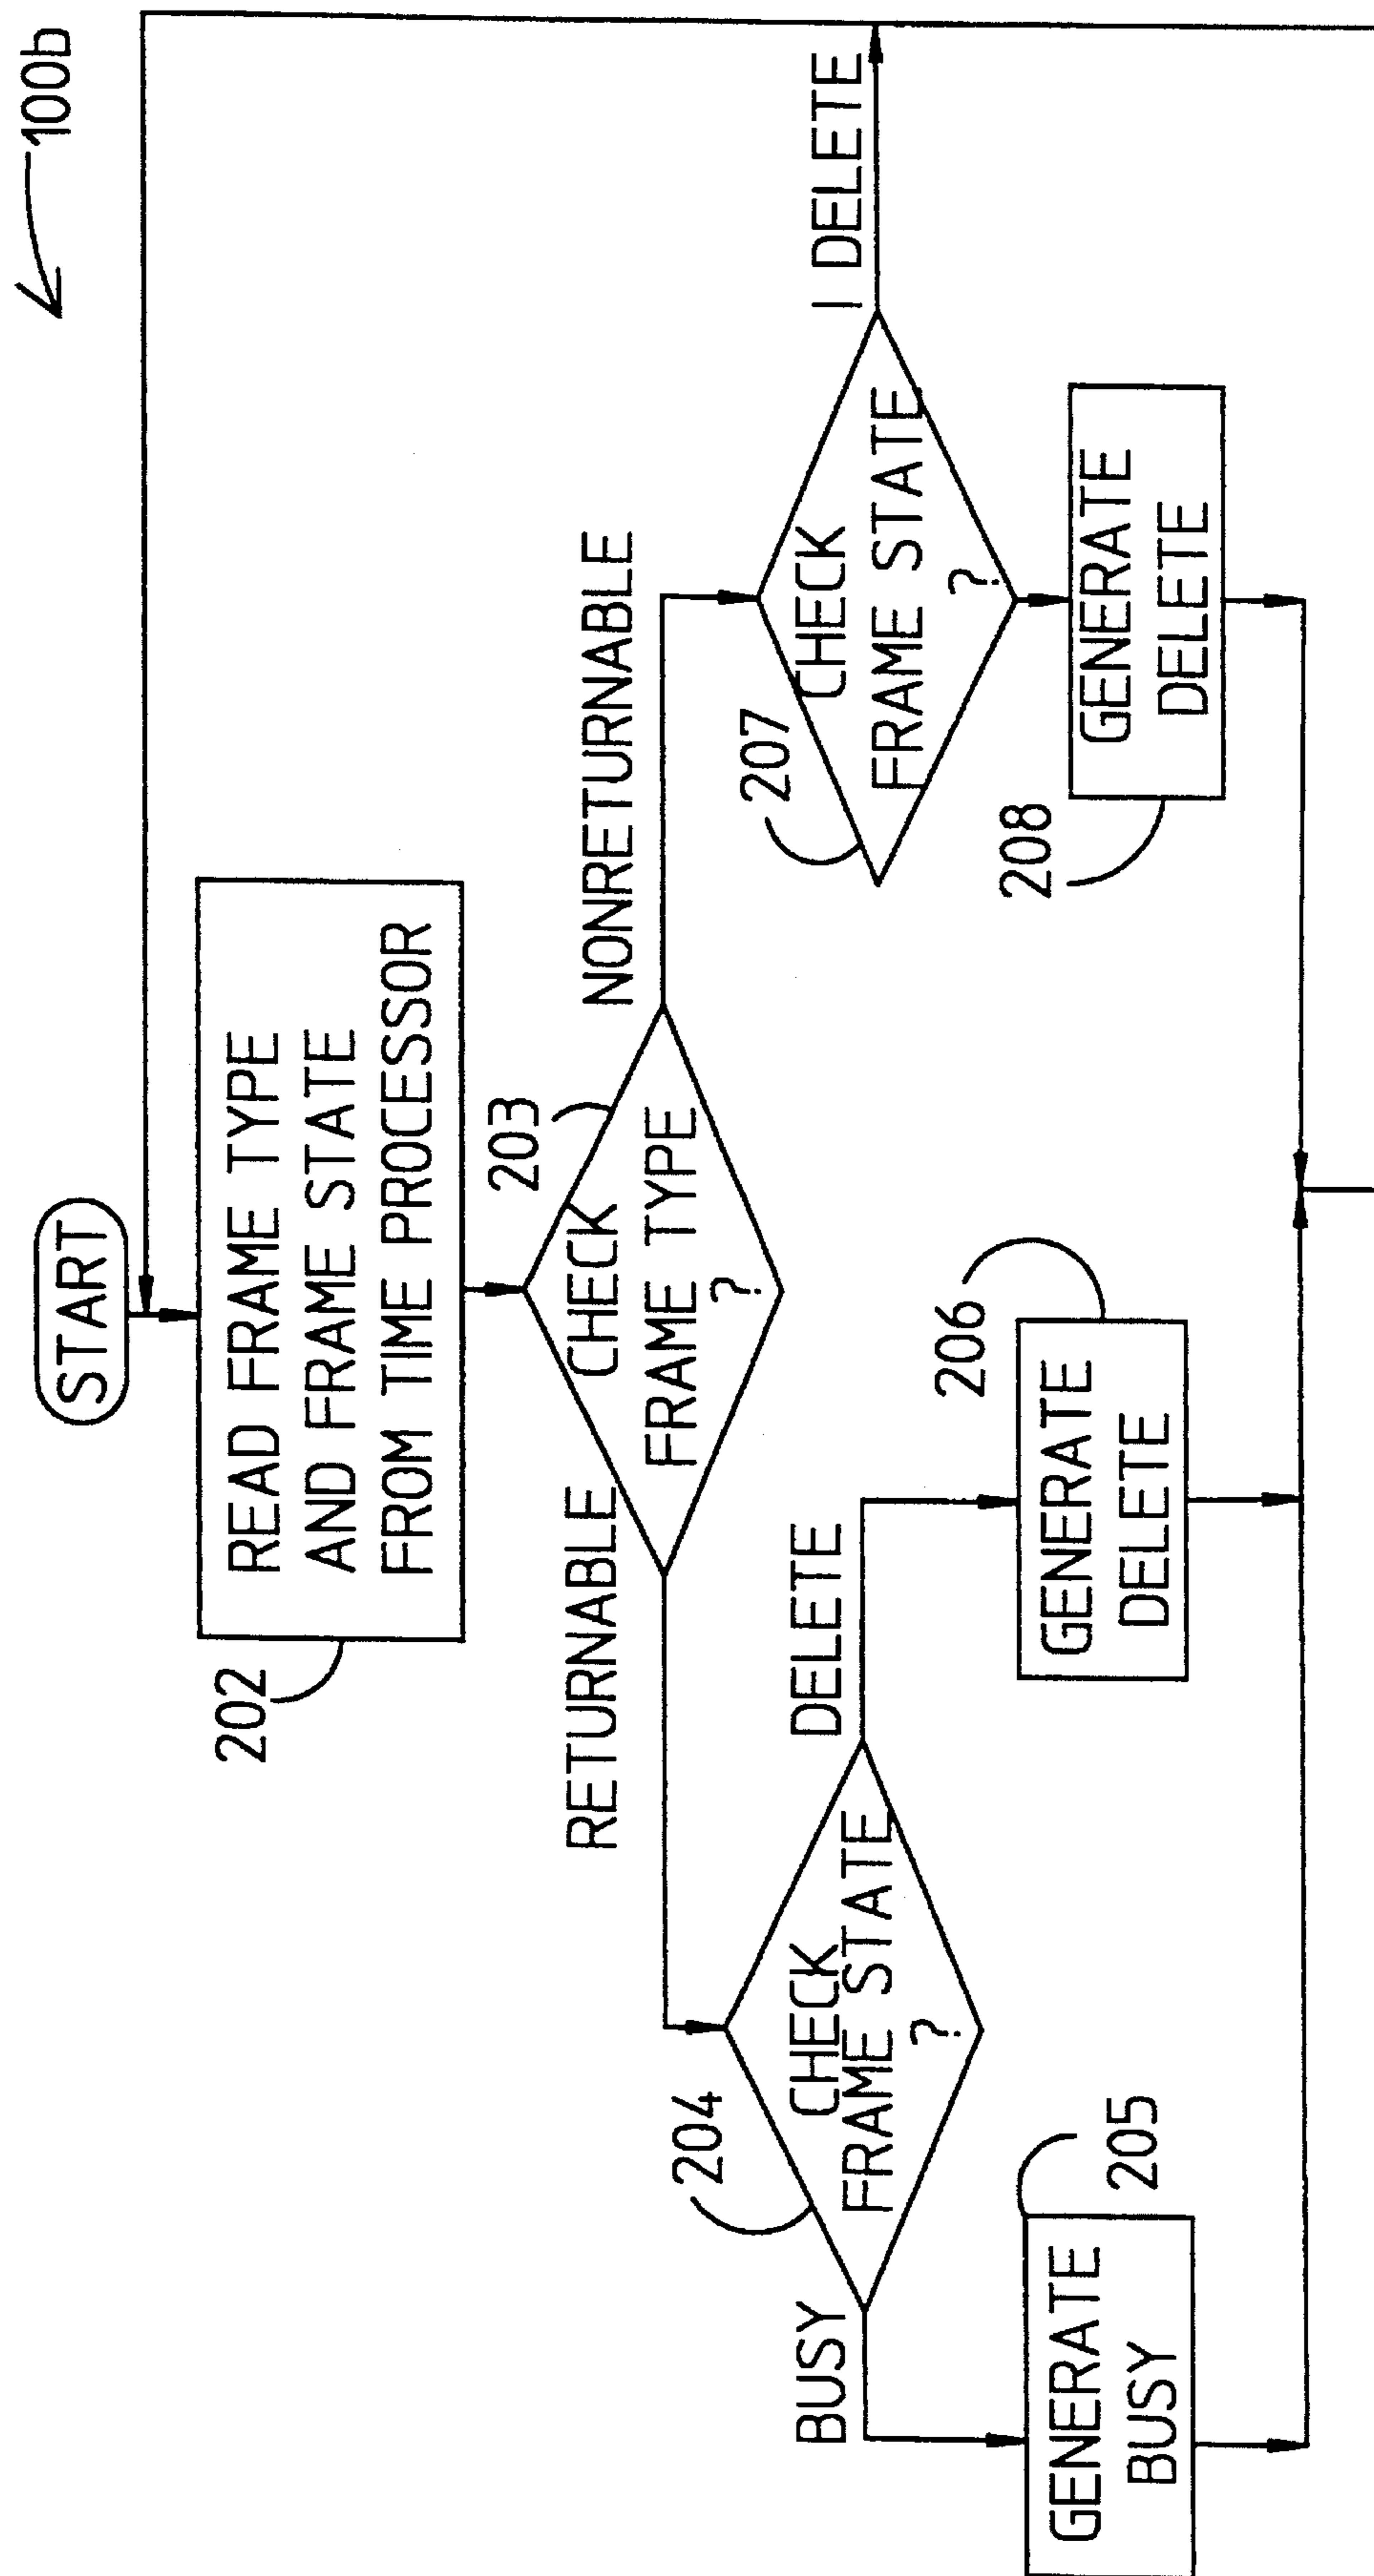 100b
START
202
READ FRAME TYPE
AND FRAME STATE
FROM TIME PROCESSOR
203
CHECK
FRAME TYPE
?
RETURNABLE
NONRETURNABLE
204
CHECK
FRAME STATE
?
BUSY
DELETE
207
CHECK
FRAME STATE
?
I DELETE
GENERATE
BUSY
205
206
GENERATE
DELETE
208
GENERATE
DELETE